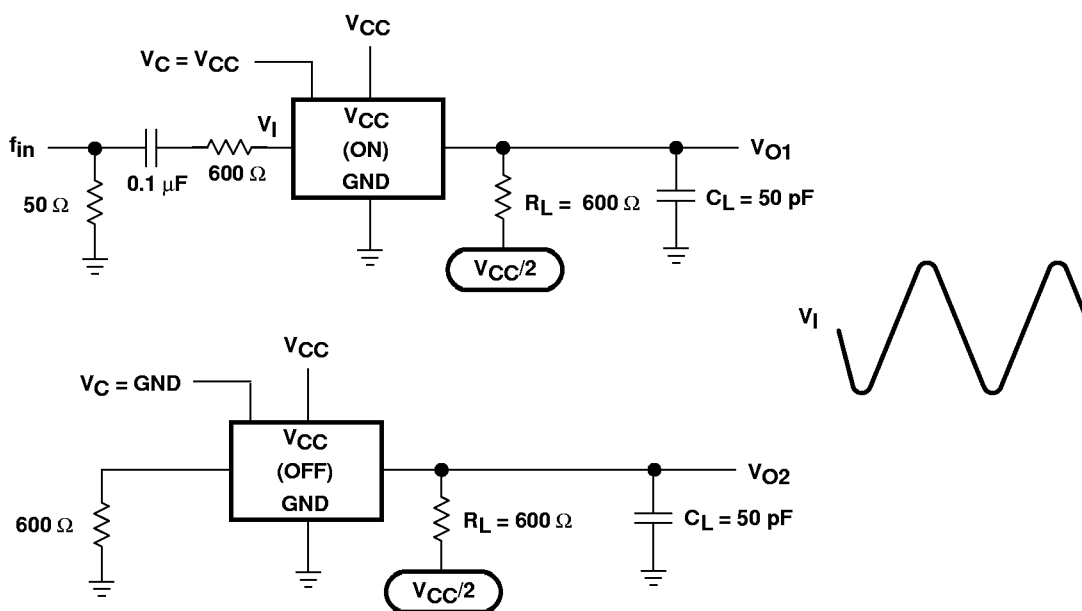 VCC
VC = VCC
fin
VI
VCC
(ON)
GND
VO1
0.1 μF
600 Ω
50 Ω
RL = 600 Ω
CL = 50 pF
VCC/2
VI
VCC
VC = GND
VCC
(OFF)
GND
VO2
600 Ω
RL = 600 Ω
CL = 50 pF
VCC/2